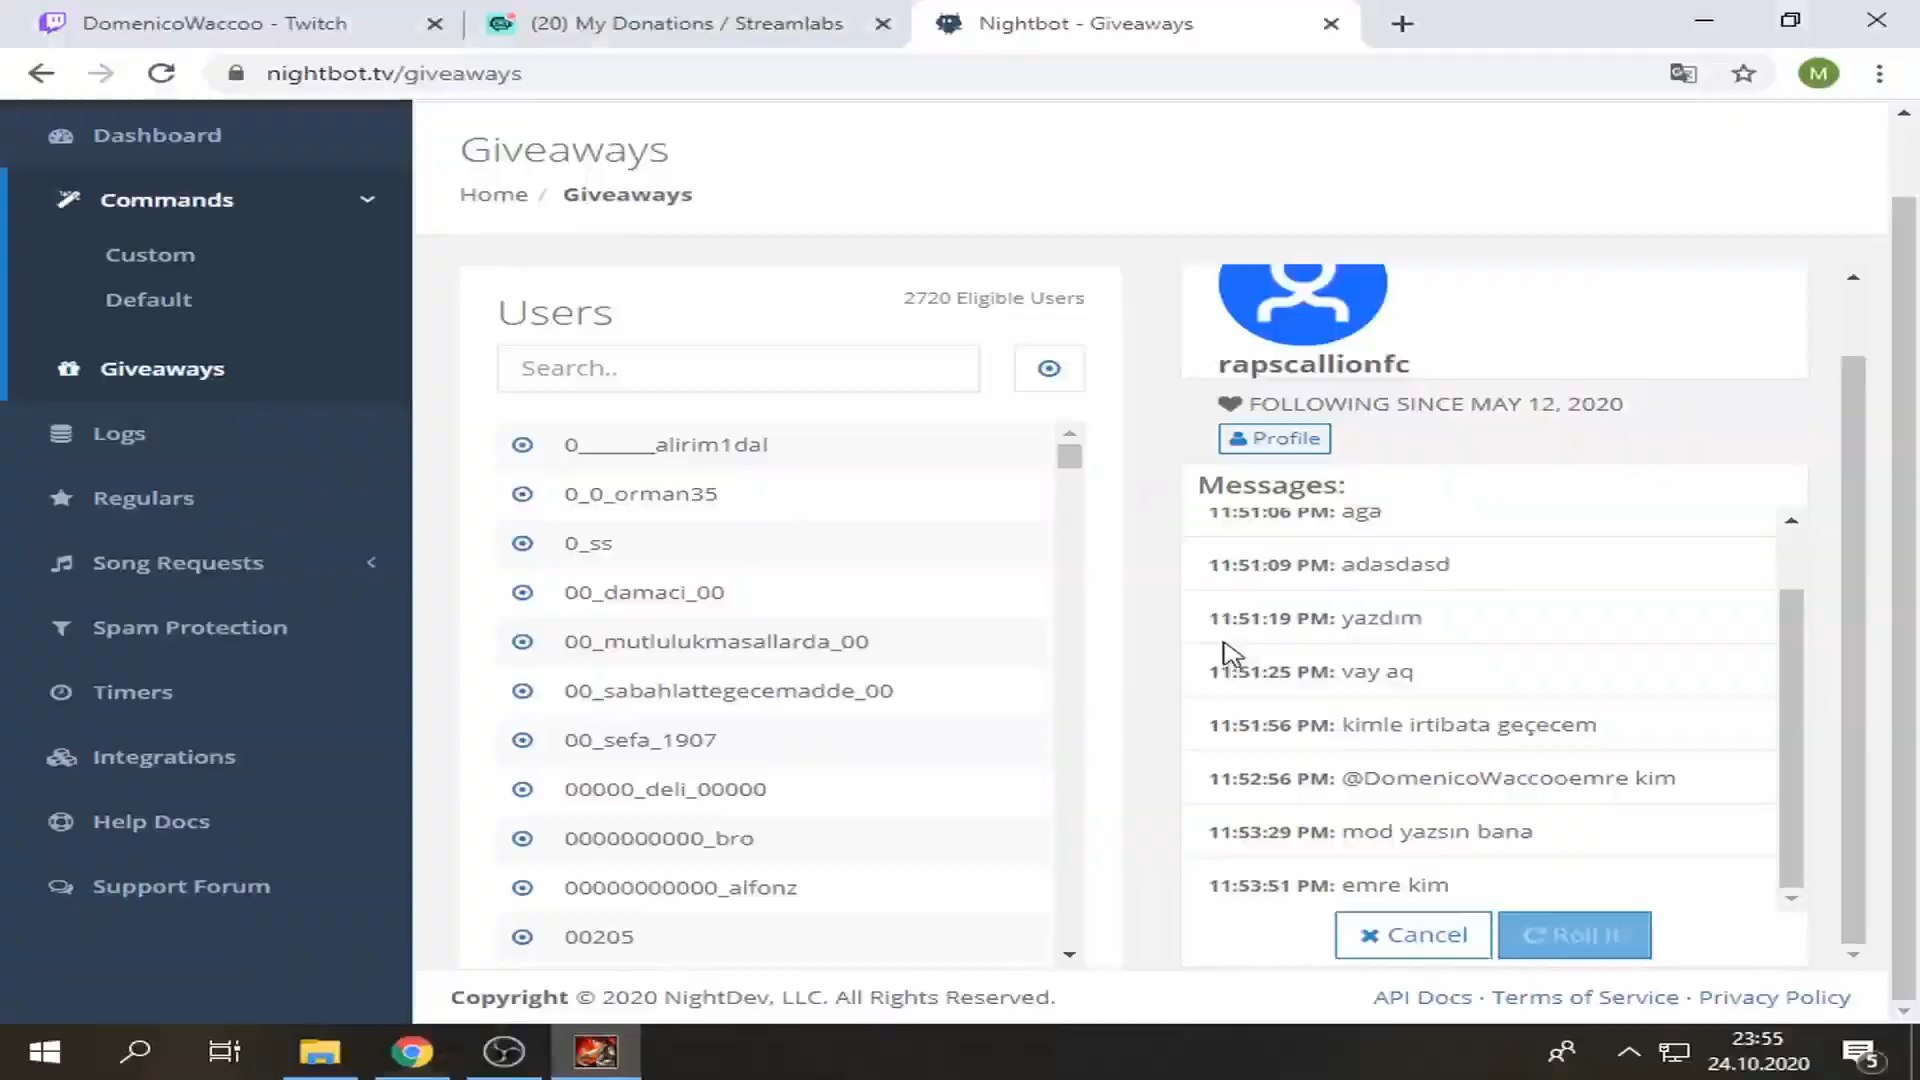 DomenicoWaccoo - Twitch
(20) My Donations / Streamlabs
Nightbot - Giveaways
nightbot.tv/giveaways
M
Dashboard
Commands
Custom
Default
Giveaways
Logs
Regulars
Song Requests
Spam Protection
Timers
Integrations
Help Docs
Support Forum
Giveaways
Home / Giveaways
Users
2720 Eligible Users
Search..
0_______alirim1dal
0_0_orman35
0_ss
00_damaci_00
00_mutlulukmasallarda_00
00_sabahlattegecemadde_00
00_sefa_1907
00000_deli_00000
0000000000_bro
00000000000_alfonz
00205
rapscallionfc
FOLLOWING SINCE MAY 12, 2020
Profile
Messages:
11:51:06 PM: aga
11:51:09 PM: adasdasd
11:51:19 PM: yazdım
11:51:25 PM: vay aq
11:51:56 PM: kimle irtibata geçecem
11:52:56 PM: @DomenicoWaccooemre kim
11:53:29 PM: mod yazsın bana
11:53:51 PM: emre kim
Cancel
Roll It
Copyright © 2020 NightDev, LLC. All Rights Reserved.
API Docs · Terms of Service · Privacy Policy
23:55
24.10.2020
5